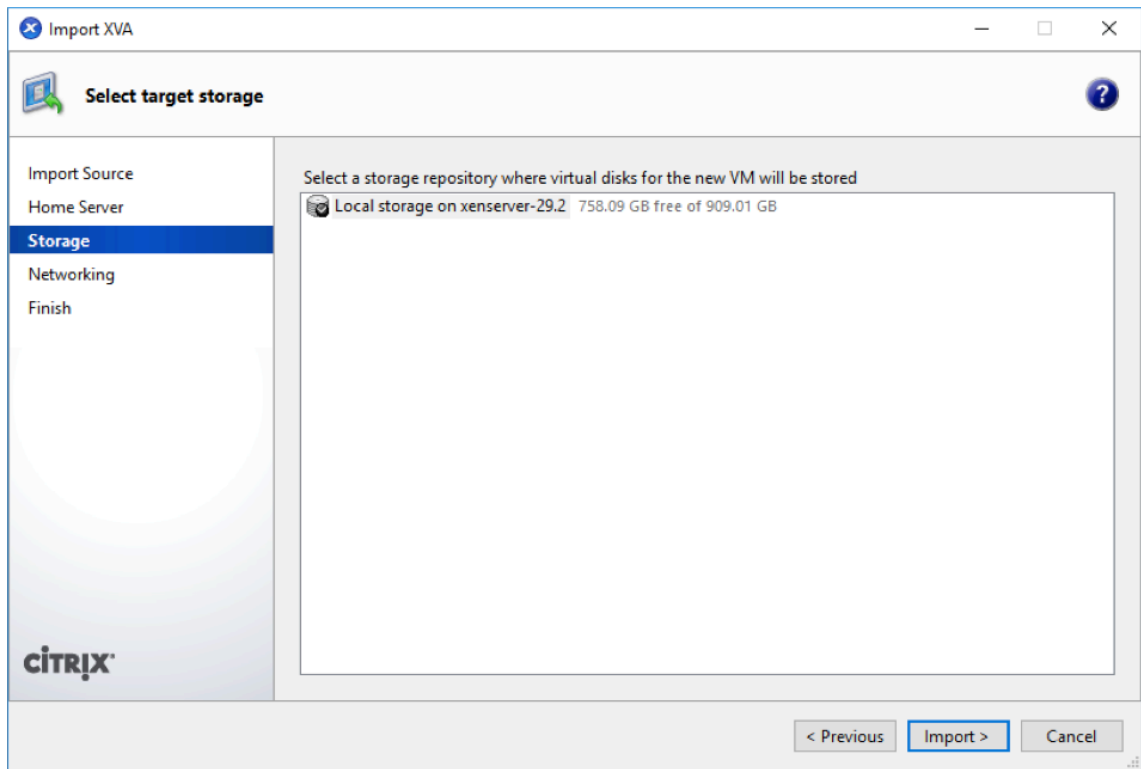 Import XVA
Select target storage
?
Import Source
Home Server
Storage
Networking
Finish
Select a storage repository where virtual disks for the new VM will be stored
Local storage on xenserver-29.2 758.09 GB free of 909.01 GB
CITRIX
< Previous
Import >
Cancel